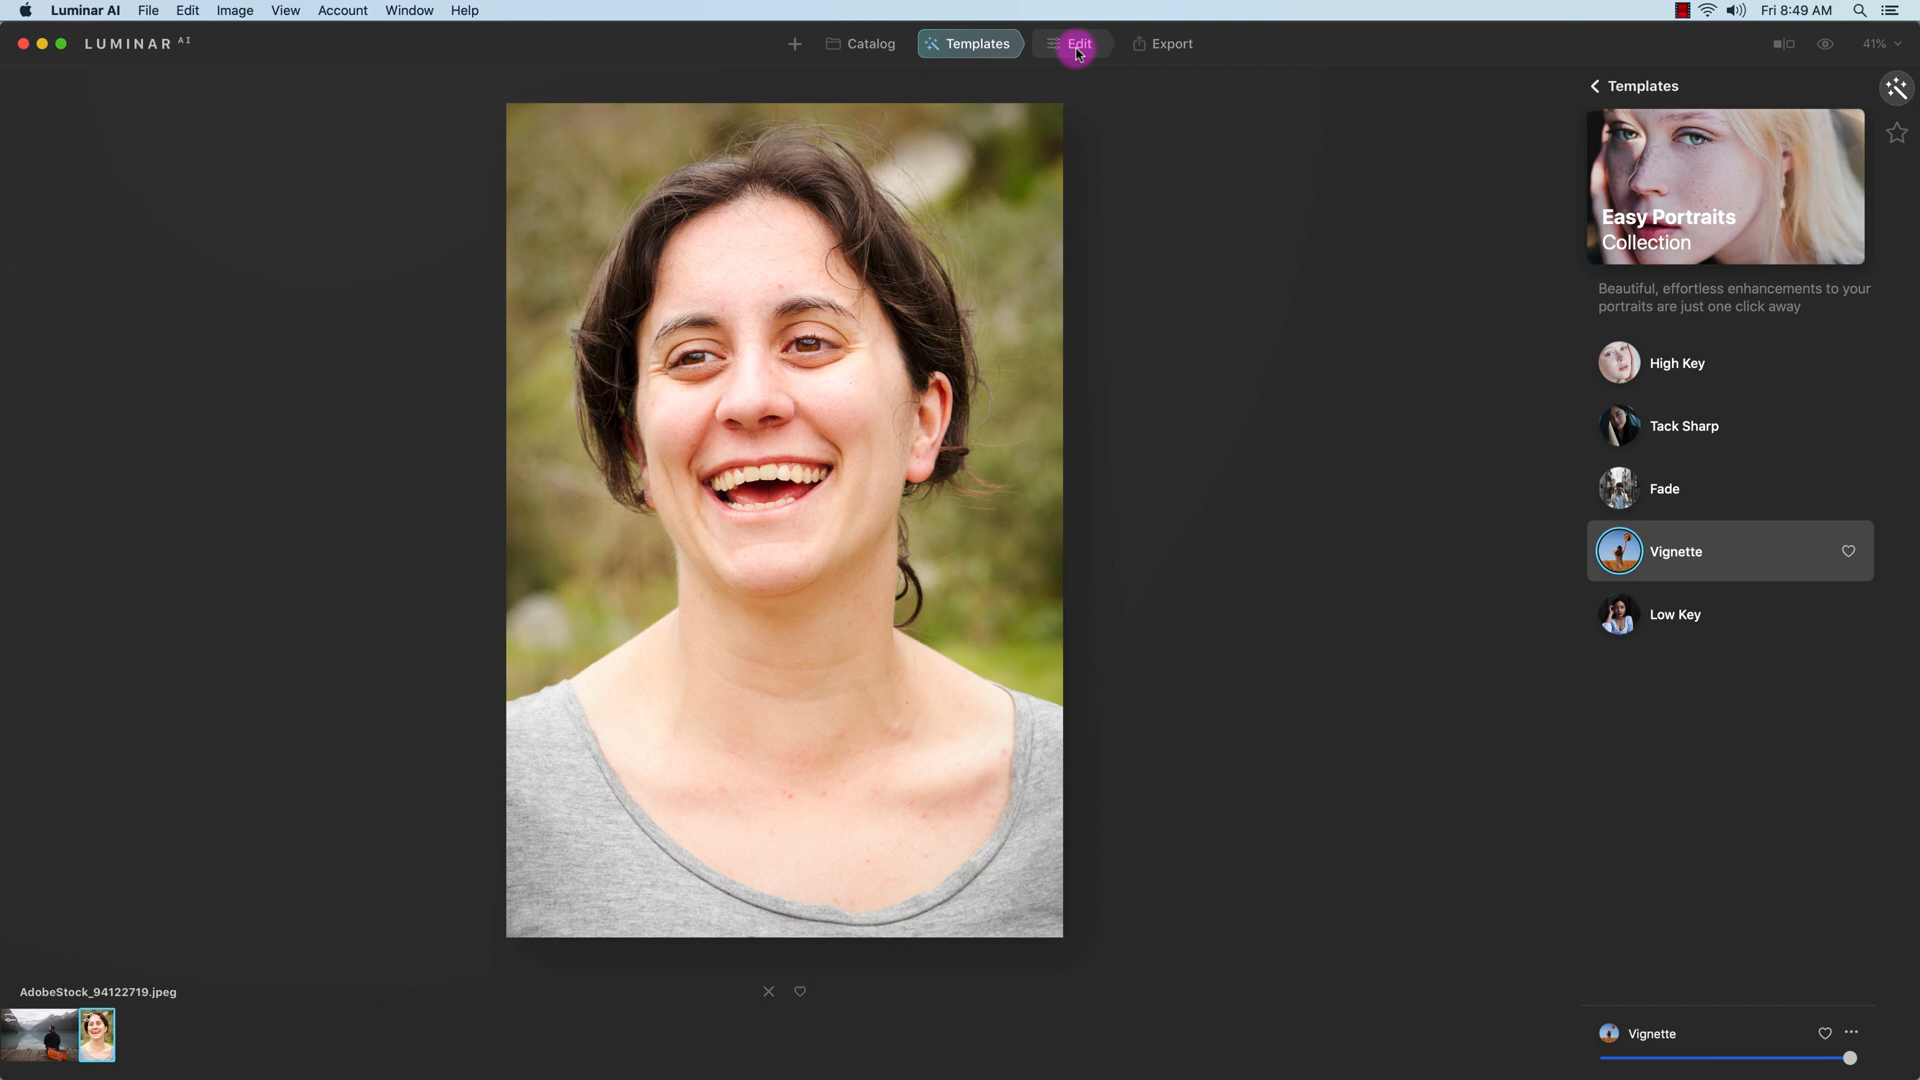 Luminar AI File Edit Image View Account Window Help Fri 8:49 AM
LUMINAR AI Catalog Templates Edit Export 41%
Templates
Easy Portraits
Collection
Beautiful, effortless enhancements to your
portraits are just one click away
High Key
Tack Sharp
Fade
Vignette
Low Key
AdobeStock_94122719.jpeg
Vignette